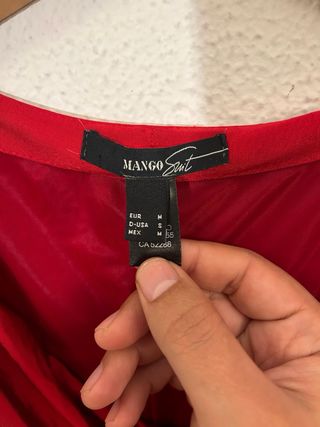 MANGO Suit
EUR M
D-USA S
MEX M
CA 52286